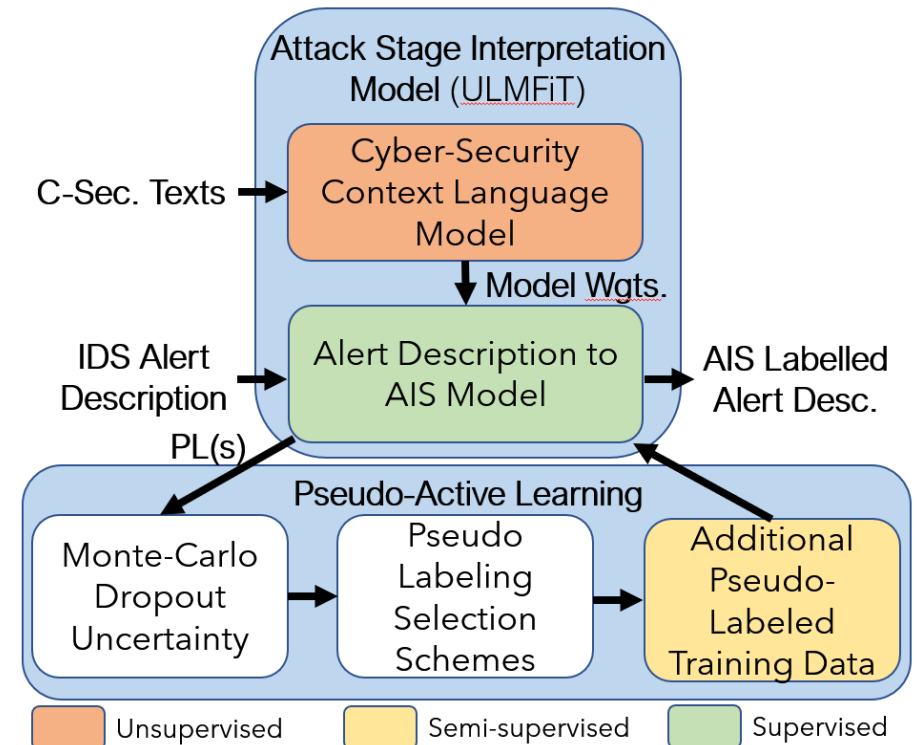 Attack Stage Interpretation
Model (ULMFiT)
Cyber-Security
Context Language
Model
C-Sec. Texts
Model Wgts.
IDS Alert
Description
Alert Description to
AIS Model
AIS Labelled
Alert Desc.
PL(s)
Pseudo-Active Learning
Monte-Carlo
Dropout
Uncertainty
Pseudo
Labeling
Selection
Schemes
Additional
Pseudo-
Labeled
Training Data
Unsupervised
Semi-supervised
Supervised